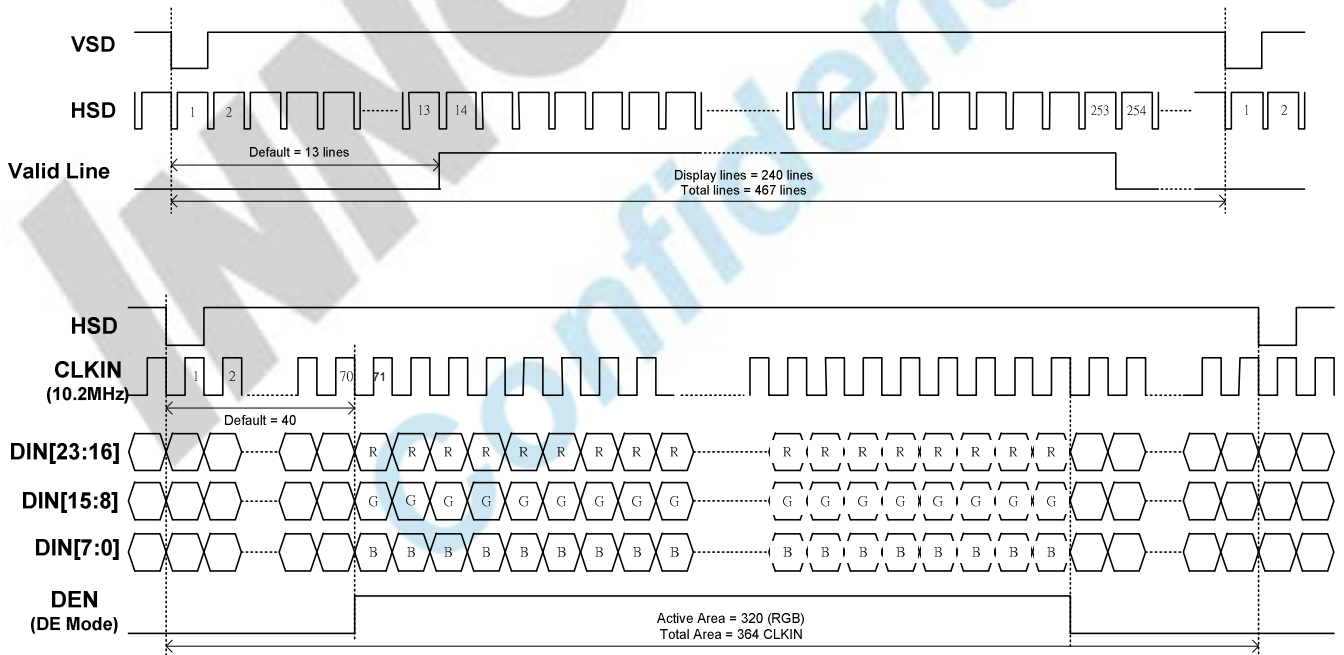 VSD
HSD 1 2 13 14 253 254 1 2
Default = 13 lines
Valid Line
Display lines = 240 lines
Total lines = 467 lines
HSD
CLKIN 1 2 70 71
(10.2MHz)
Default = 40
DIN[23:16] R R R R R R R R R R R R R R R R R
DIN[15:8] G G G G G G G G G G G G G G G G G
DIN[7:0] B B B B B B B B B B B B B B B B B
DEN
(DE Mode)
Active Area = 320 (RGB)
Total Area = 364 CLKIN